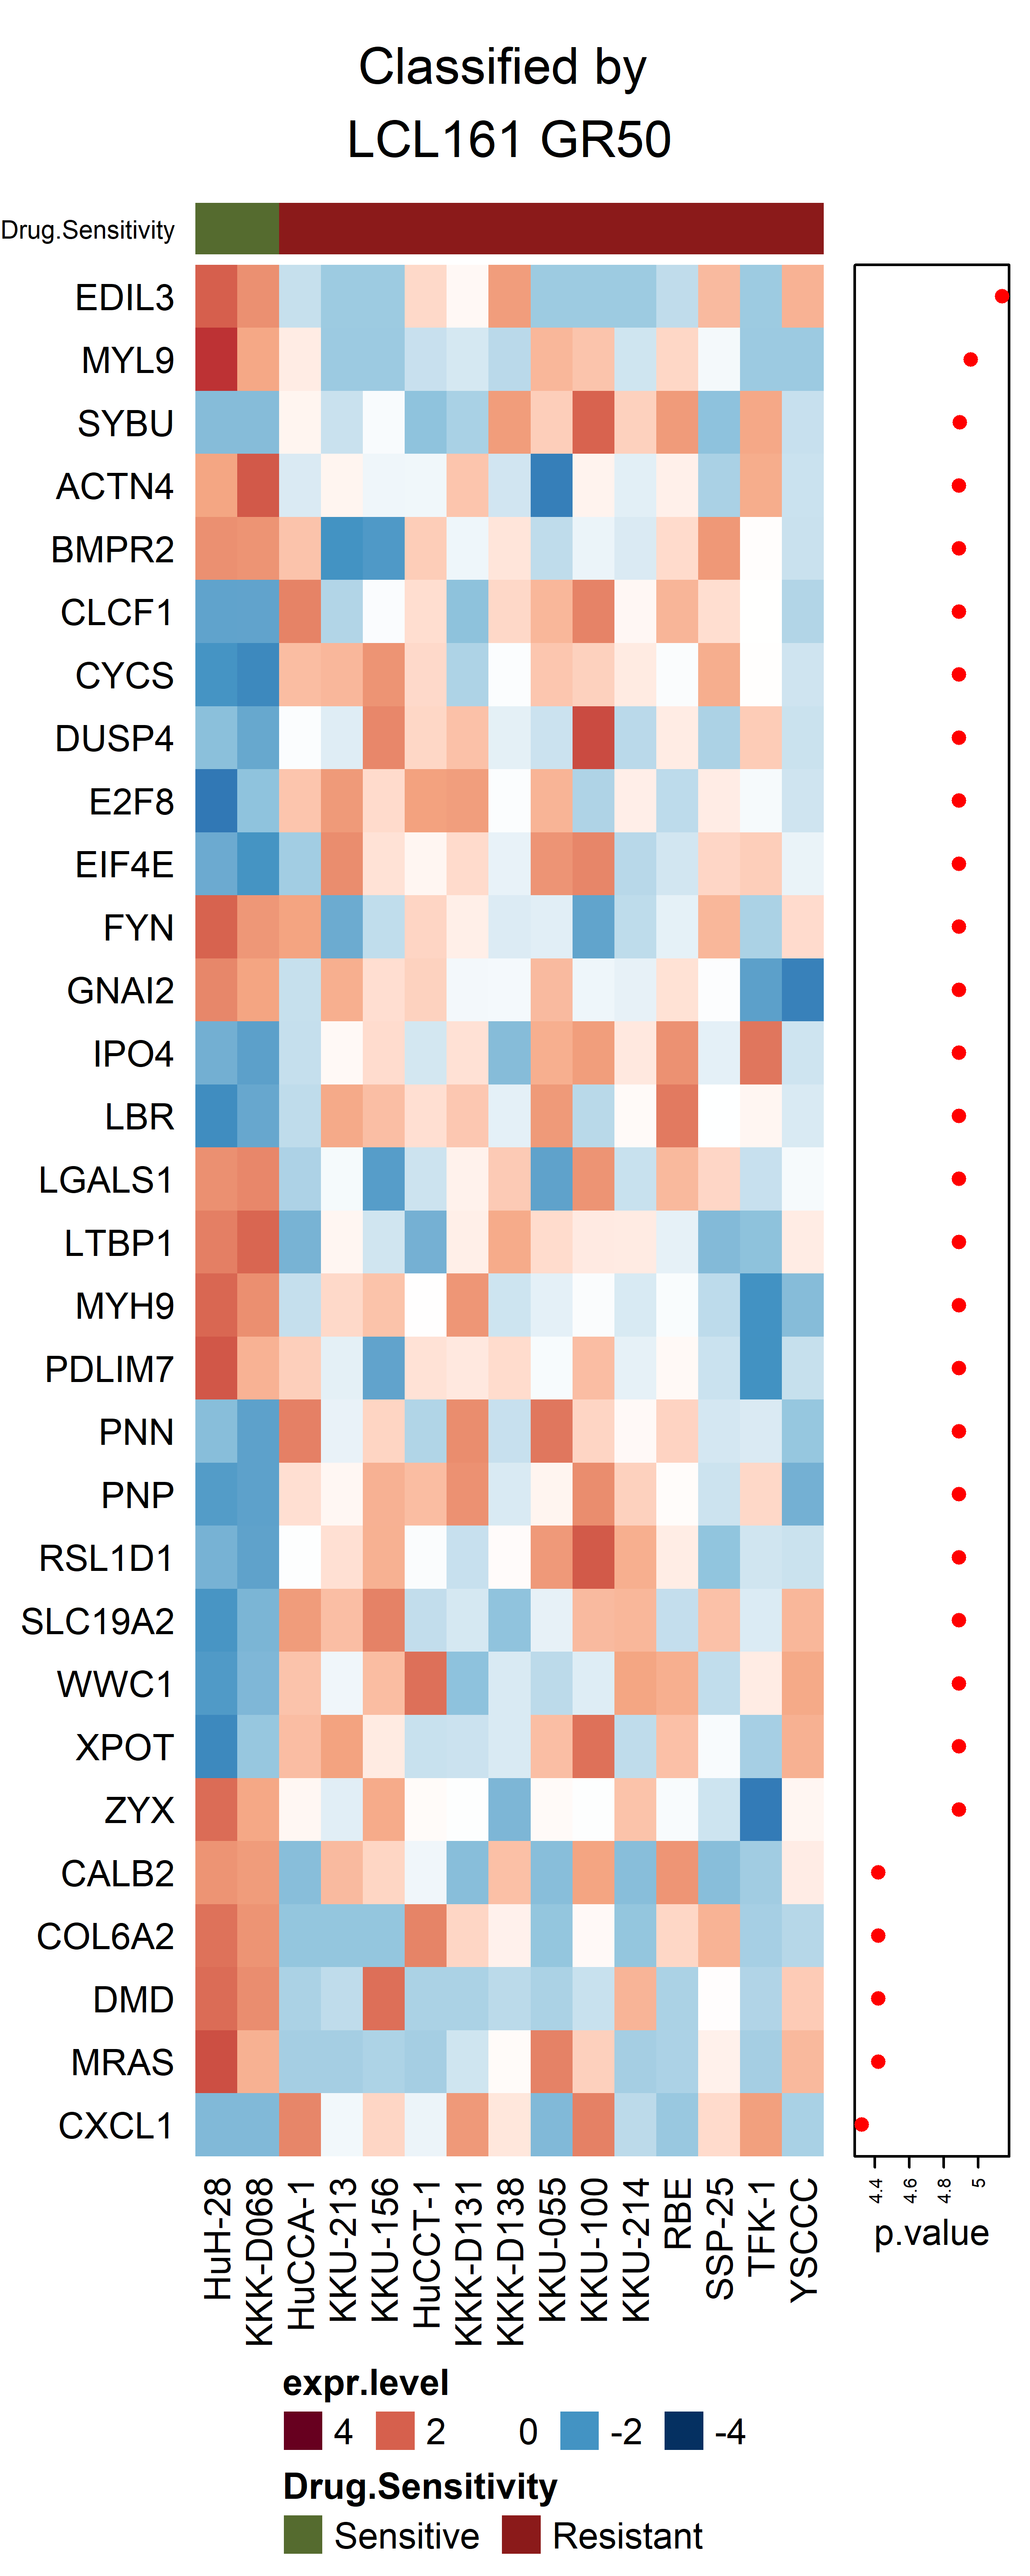 Classified by
LCL161 GR50
Drug.Sensitivity
EDIL3
MYL9
SYBU
ACTN4
BMPR2
CLCF1
CYCS
DUSP4
E2F8
EIF4E
FYN
GNAI2
IPO4
LBR
LGALS1
LTBP1
MYH9
PDLIM7
PNN
PNP
RSL1D1
SLC19A2
WWC1
XPOT
ZYX
CALB2
COL6A2
DMD
MRAS
CXCL1
HuH-28
KKK-D068
HuCCA-1
KKU-213
KKU-156
HuCCT-1
KKK-D131
KKK-D138
KKU-055
KKU-100
KKU-214
RBE
SSP-25
TFK-1
YSCCC
4.4
4.6
4.8
5
p.value
expr.level
4 2 0 -2 -4
Drug.Sensitivity
Sensitive Resistant